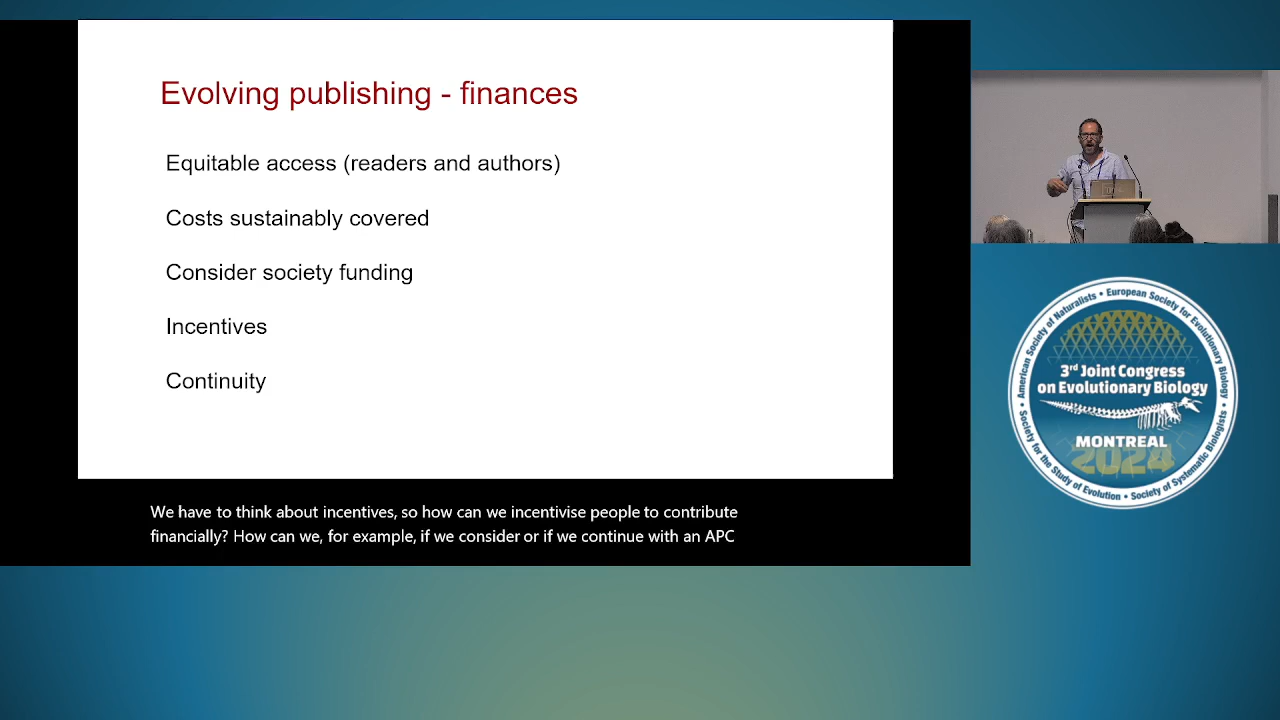 Evolving publishing - finances
Equitable access (readers and authors)
Costs sustainably covered
Consider society funding
Incentives
Continuity
We have to think about incentives, so how can we incentivise people to contribute
financially? How can we, for example, if we consider or if we continue with an APC
American Society of Naturalists • European Society for Evolutionary Biology •
Society for the Study of Evolution • Society of Systematic Biologists •
3rd Joint Congress
on Evolutionary Biology
MONTREAL
2024